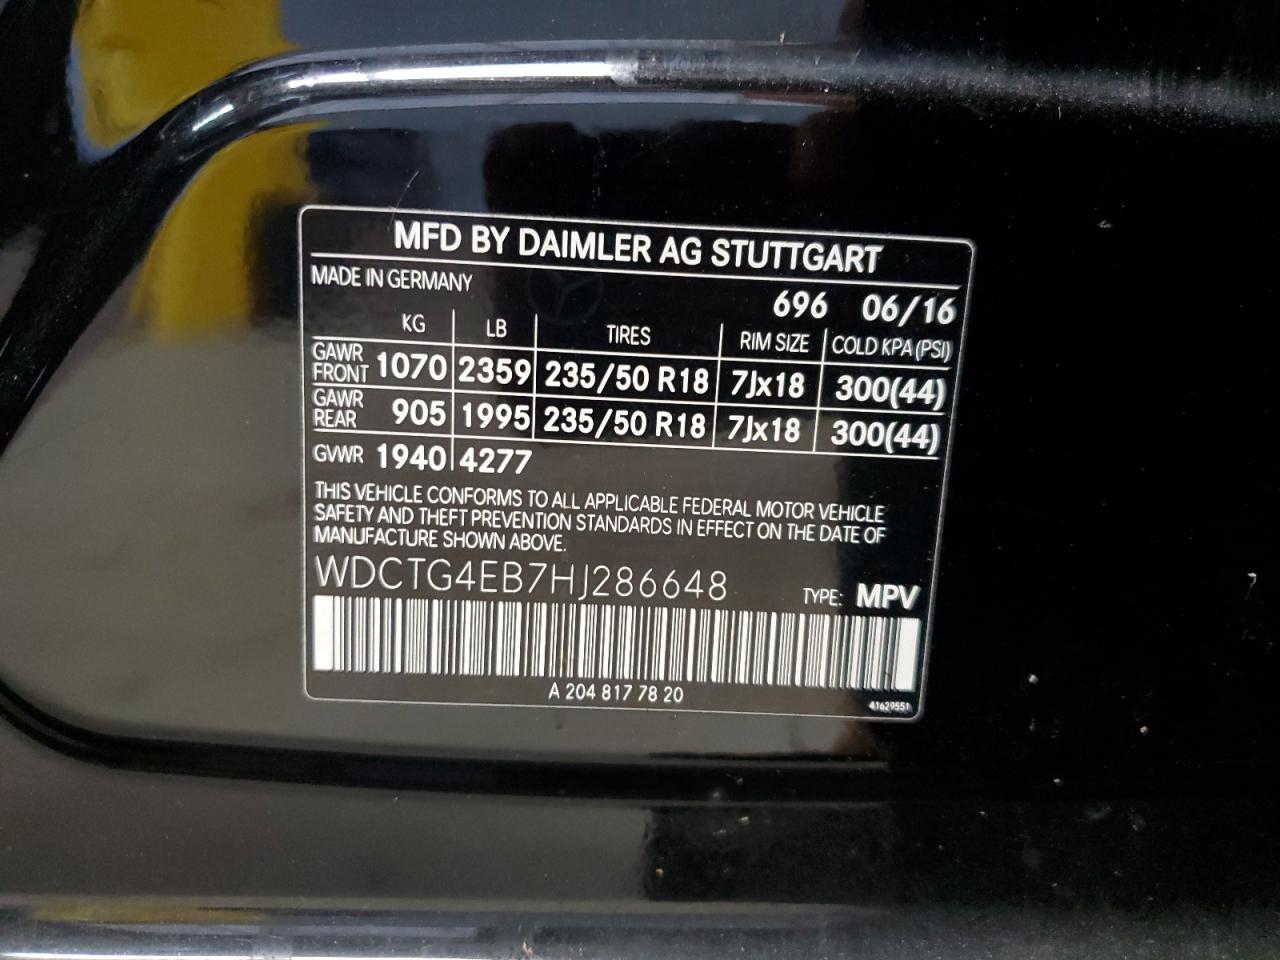 MFD BY DAIMLER AG STUTTGART
MADE IN GERMANY
696 06/16
KG LB TIRES RIM SIZE COLD KPA (PSI)
GAWR FRONT 1070 2359 235/50 R18 7Jx18 300(44)
GAWR REAR 905 1995 235/50 R18 7Jx18 300(44)
GVWR 1940 4277
THIS VEHICLE CONFORMS TO ALL APPLICABLE FEDERAL MOTOR VEHICLE
SAFETY AND THEFT PREVENTION STANDARDS IN EFFECT ON THE DATE OF
MANUFACTURE SHOWN ABOVE.
WDCTG4EB7HJ286648 TYPE: MPV
A 204 817 78 20
41629551